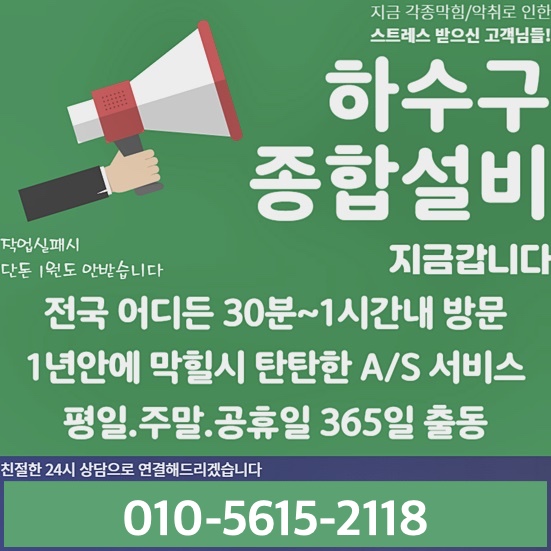 지금 각종막힘/악취로 인한
스트레스 받으신 고객님들!
하수구
종합설비
작업실패시
단돈 1원도 안받습니다
지금갑니다
전국 어디든 30분~1시간내 방문
1년안에 막힐시 탄탄한 A/S 서비스
평일.주말.공휴일 365일 출동
친절한 24시 상담으로 연결해드리겠습니다
010-5615-2118